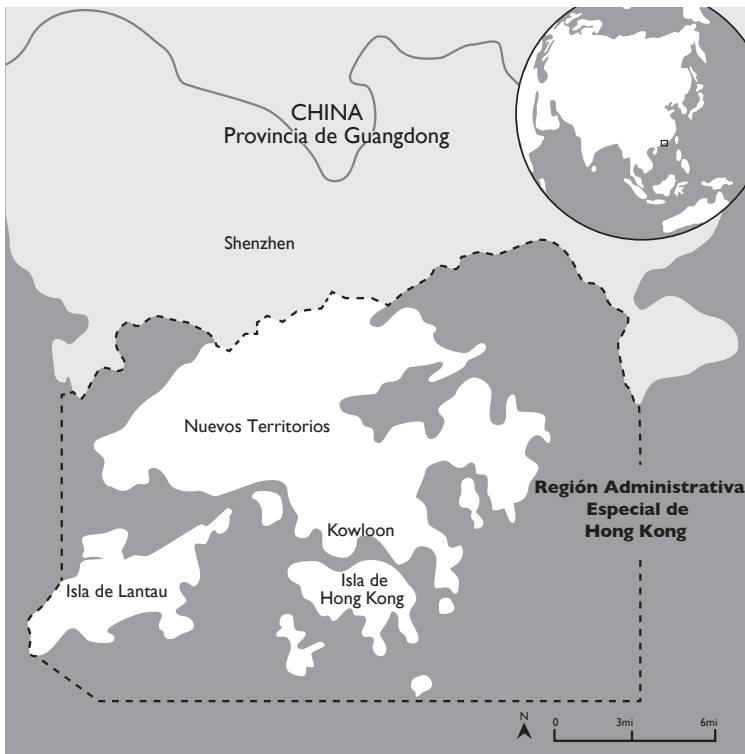 CHINA
Provincia de Guangdong
Shenzhen
Nuevos Territorios
Región Administrativa
Especial de
Hong Kong
Kowloon
Isla de Lantau
Isla de
Hong Kong
N
0 3mi 6mi